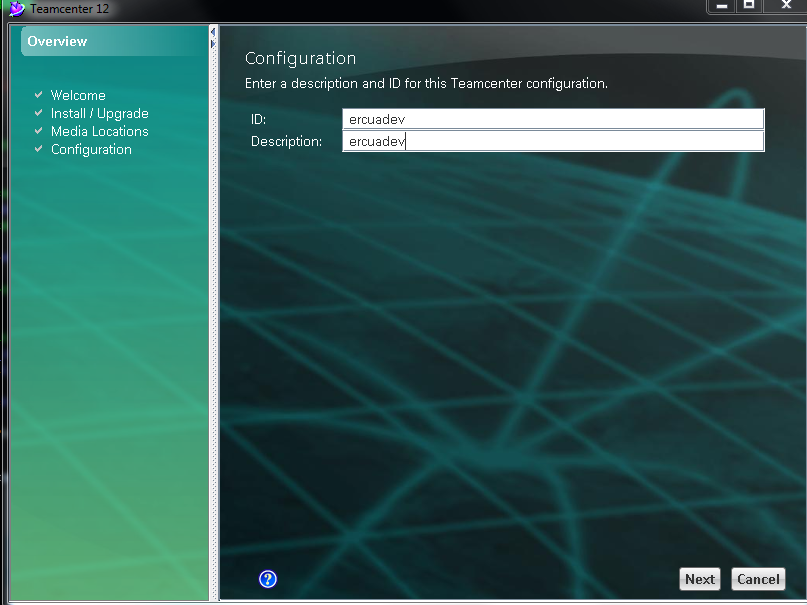 Teamcenter 12
Overview
Welcome
Install / Upgrade
Media Locations
Configuration
Configuration
Enter a description and ID for this Teamcenter configuration.
ID: ercuadev
Description: ercuadev
? Next Cancel